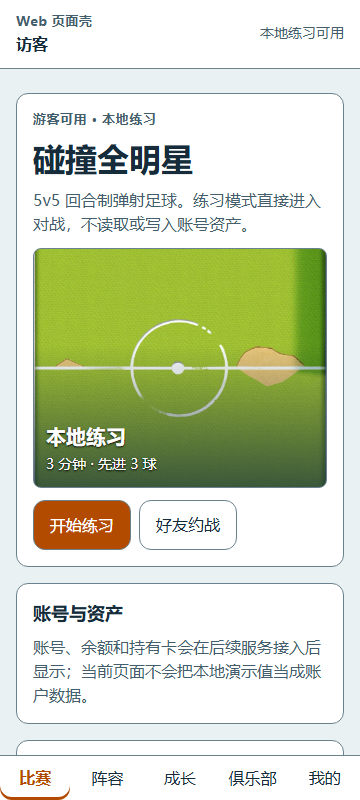 Web 页面壳
访客
本地练习可用
游客可用 • 本地练习
碰撞全明星
5v5 回合制弹射足球。练习模式直接进入
对战，不读取或写入账号资产。
本地练习
3 分钟 · 先进 3 球
开始练习
好友约战
账号与资产
账号、余额和持有卡会在后续服务接入后
显示；当前页面不会把本地演示值当成账
户数据。
比赛
阵容
成长
俱乐部
我的